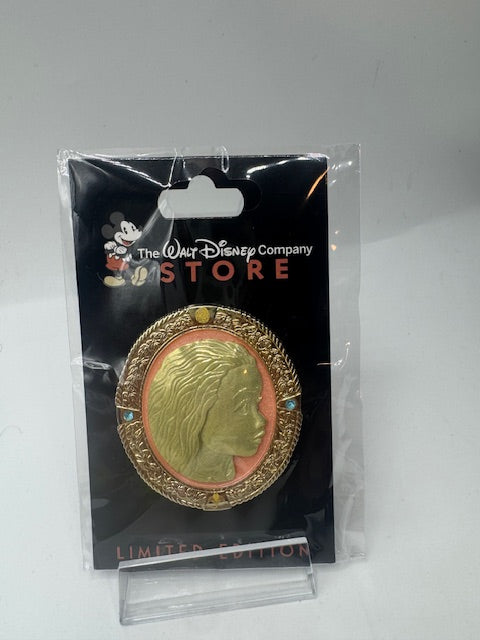 The WALT DISNEY Company
STORE
LIMITED EDITION